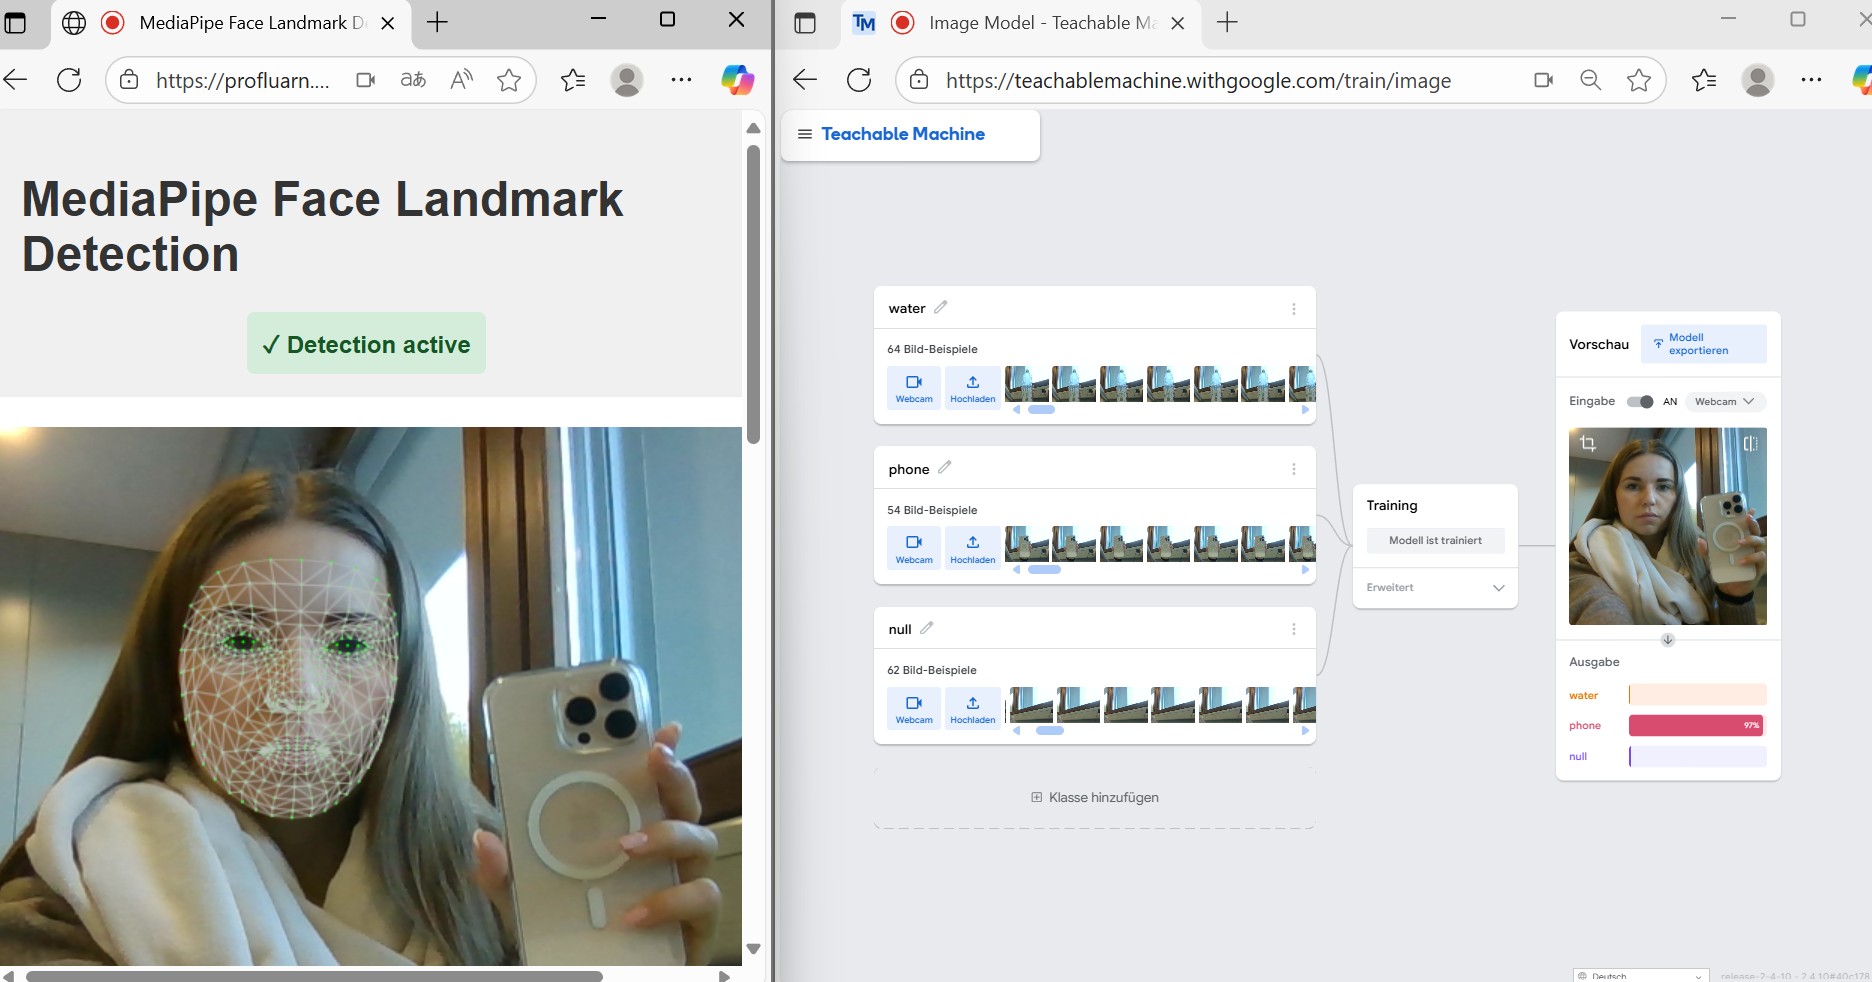 MediaPipe Face Landmark D
https://profluarn....
MediaPipe Face Landmark
Detection
✓ Detection active
TM
Image Model - Teachable Ma
https://teachablemachine.withgoogle.com/train/image
Teachable Machine
water
64 Bild-Beispiele
Webcam
Hochladen
phone
54 Bild-Beispiele
Webcam
Hochladen
null
62 Bild-Beispiele
Webcam
Hochladen
Klasse hinzufügen
Training
Modell ist trainiert
Erweitert
Vorschau
Modell
exportieren
Eingabe
AN
Webcam
Ausgabe
water
phone
97%
null
Deutsch
release-2-4-10 - 2.4.10#40c178